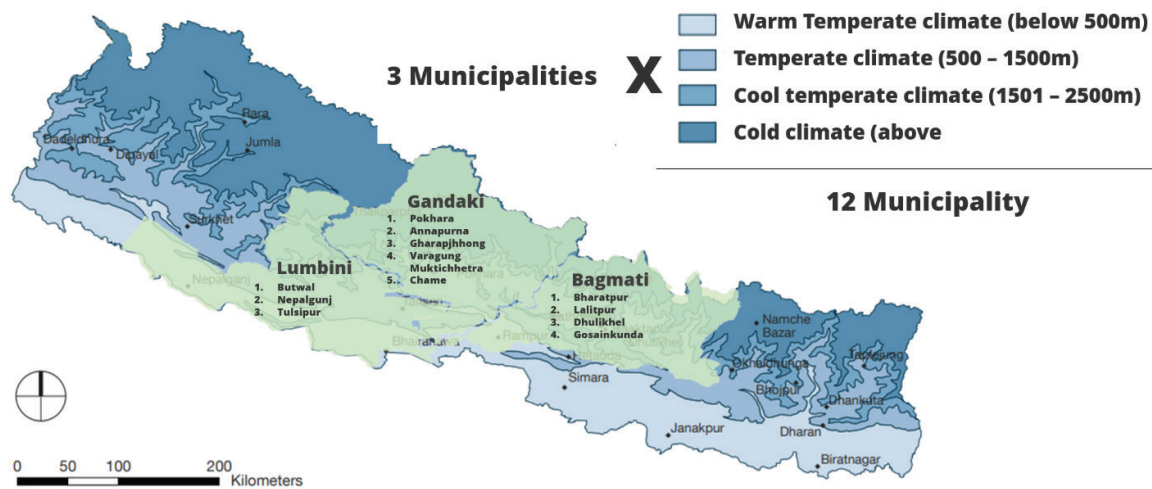 Warm Temperate climate (below 500m)
3 Municipalities X
Temperate climate (500 – 1500m)
Cool temperate climate (1501 – 2500m)
Cold climate (above
12 Municipality
Rara
Jumla
Dadeldhura
Dipayal
Surkhet
Nepalganj
Gandaki
1. Pokhara
2. Annapurna
3. Gharapjhhong
4. Varagung
Muktichhetra
5. Chame
Lumbini
1. Butwal
2. Nepalgunj
3. Tulsipur
Bagmati
1. Bharatpur
2. Lalitpur
3. Dhulikhel
4. Gosainkunda
Pokhara
Rampur
Dhulikhel
Simara
Janakpur
Namche
Bazar
Okhaldhunga
Taplejung
Bhojpur
Dhankuta
Dharan
Biratnagar
0 50 100 200
Kilometers